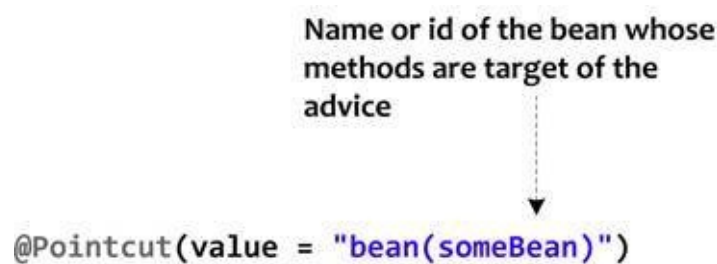 Name or id of the bean whose
methods are target of the
advice
@Pointcut(value = "bean(someBean)")